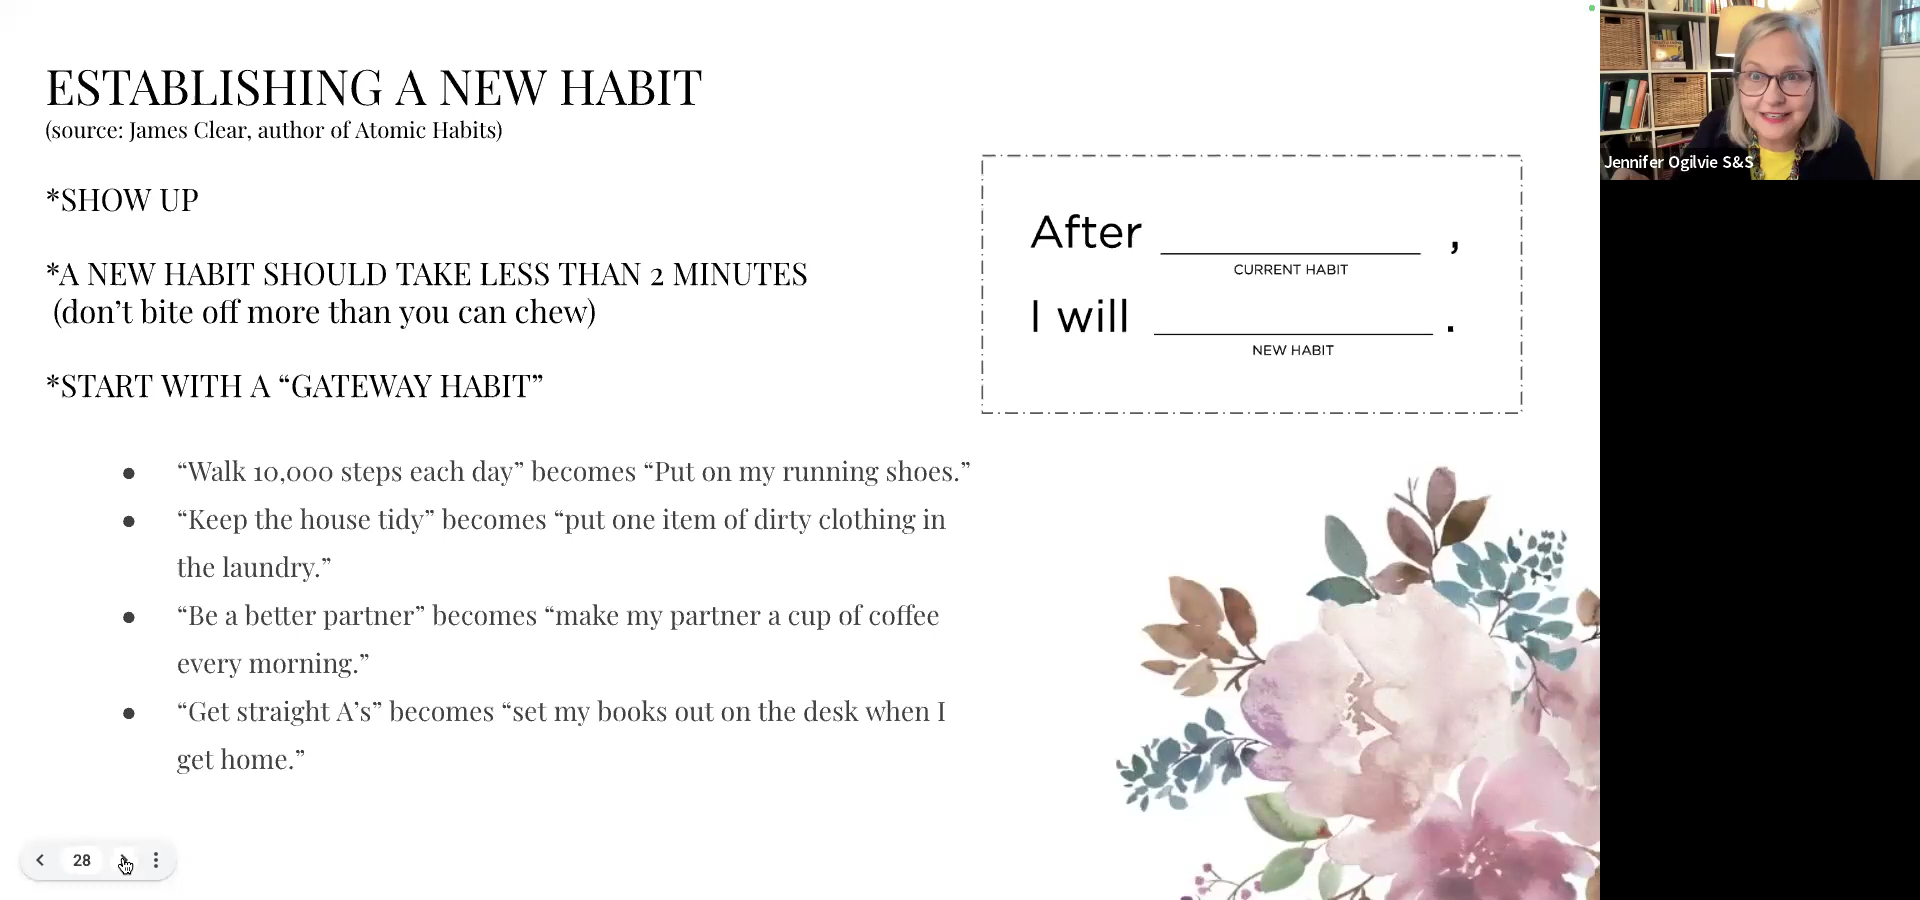 ESTABLISHING A NEW HABIT
(source: James Clear, author of Atomic Habits)
*SHOW UP
*A NEW HABIT SHOULD TAKE LESS THAN 2 MINUTES
(don’t bite off more than you can chew)
*START WITH A “GATEWAY HABIT”
● “Walk 10,000 steps each day” becomes “Put on my running shoes.”
● “Keep the house tidy” becomes “put one item of dirty clothing in
the laundry.”
● “Be a better partner” becomes “make my partner a cup of coffee
every morning.”
● “Get straight A’s” becomes “set my books out on the desk when I
get home.”
After ____________ ,
CURRENT HABIT
I will ____________ .
NEW HABIT
Jennifer Ogilvie S&S
28